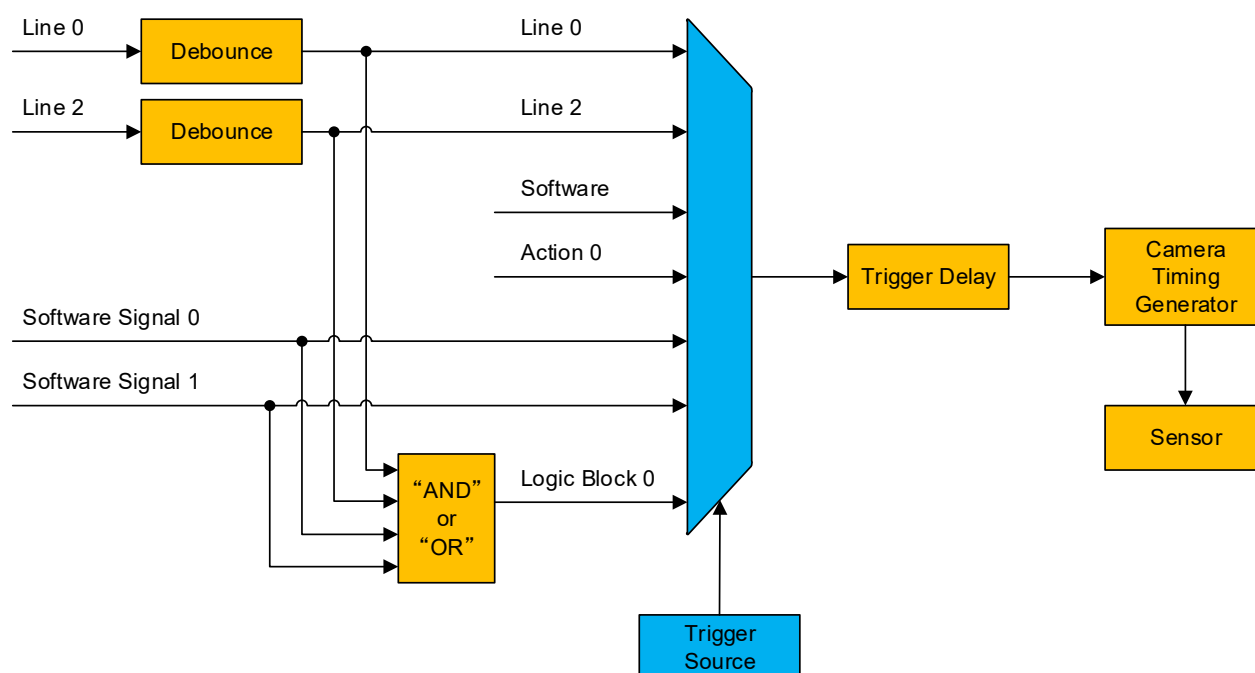 Line 0
Debounce
Line 0
Line 2
Debounce
Line 2
Software
Action 0
Trigger Delay
Camera
Timing
Generator
Software Signal 0
Software Signal 1
Sensor
“AND”
or
“OR”
Logic Block 0
Trigger
Source